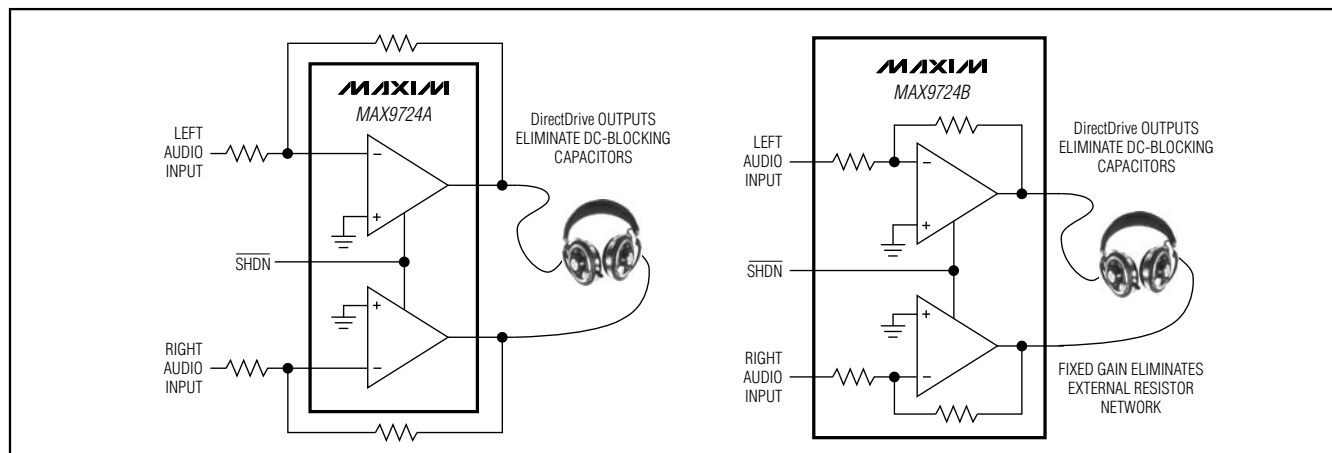 MAXIM
MAX9724A
LEFT
AUDIO
INPUT
DirectDrive OUTPUTS
ELIMINATE DC-BLOCKING
CAPACITORS
SHDN
RIGHT
AUDIO
INPUT
−
+
+
−
MAXIM
MAX9724B
LEFT
AUDIO
INPUT
DirectDrive OUTPUTS
ELIMINATE DC-BLOCKING
CAPACITORS
SHDN
RIGHT
AUDIO
INPUT
−
+
+
−
FIXED GAIN ELIMINATES
EXTERNAL RESISTOR
NETWORK